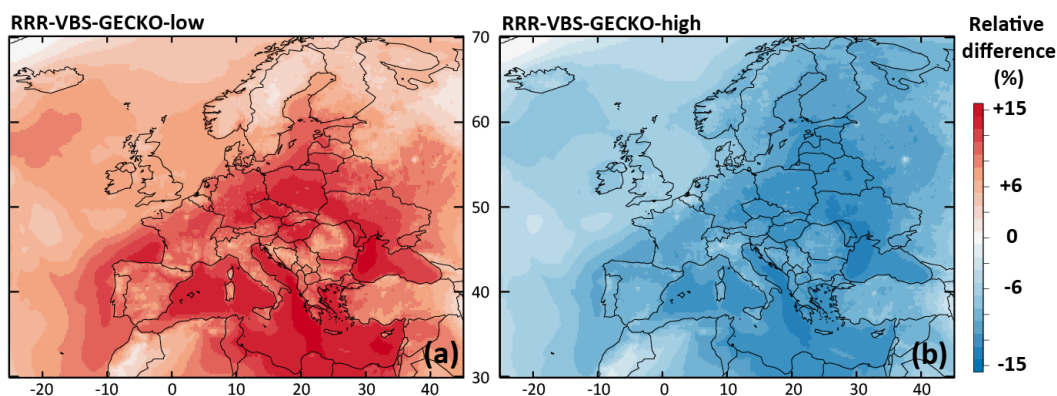 RRR-VBS-GECKO-low
RRR-VBS-GECKO-high
Relative
difference
(%)
70
60
50
40
30
+15
+6
0
-6
-15
(a)
(b)
-20 -10 0 10 20 30 40
-20 -10 0 10 20 30 40